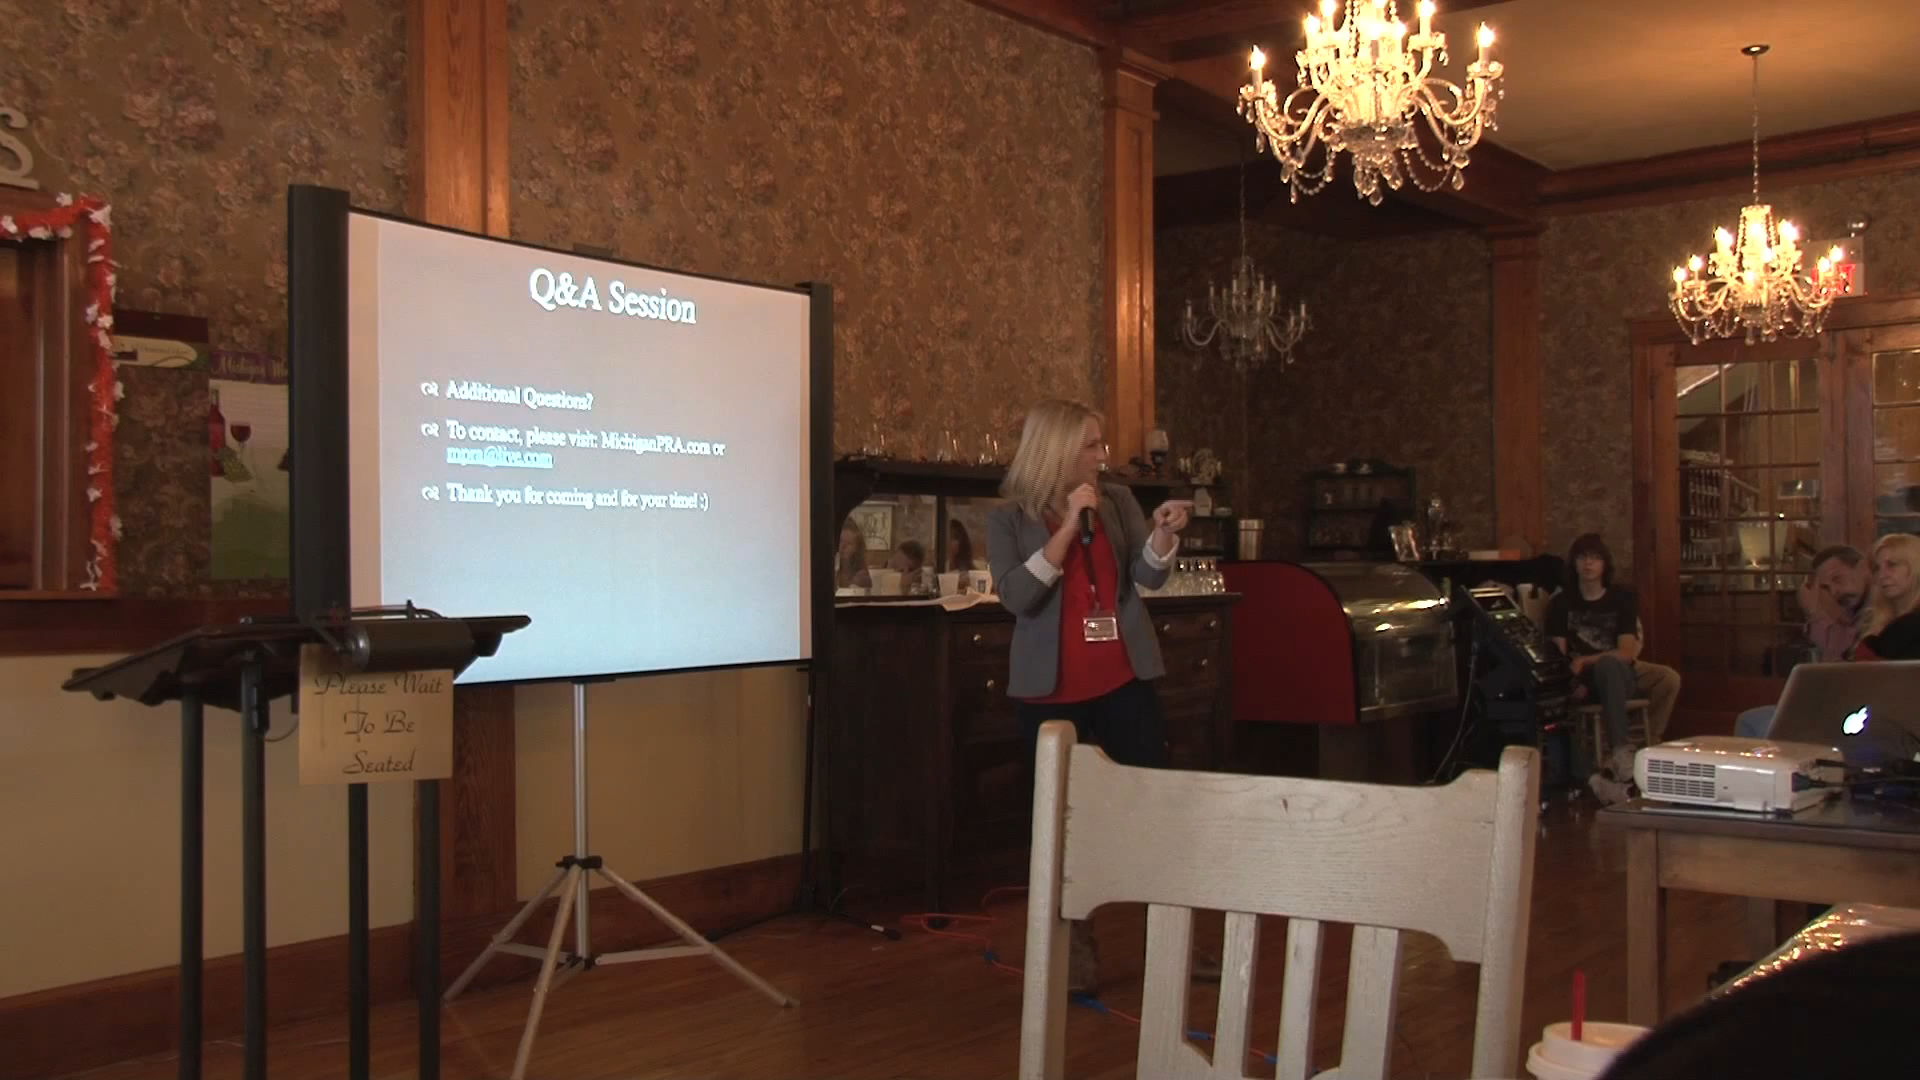 Q&A Session
Additional Questions?
To contact, please visit: MichiganPRA.com or
mpra@live.com
Thank you for coming and for your time! :)
Please Wait
To Be
Seated